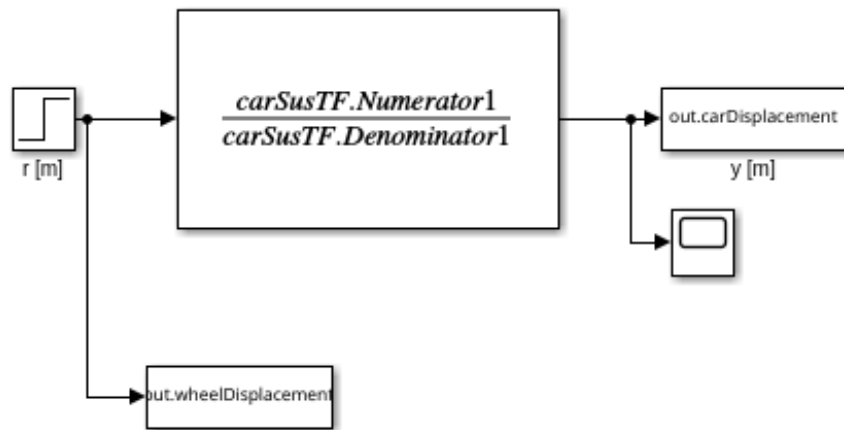 carSusTF.Numerator1
carSusTF.Denominator1
r [m]
out.carDisplacement
y [m]
out.wheelDisplacement